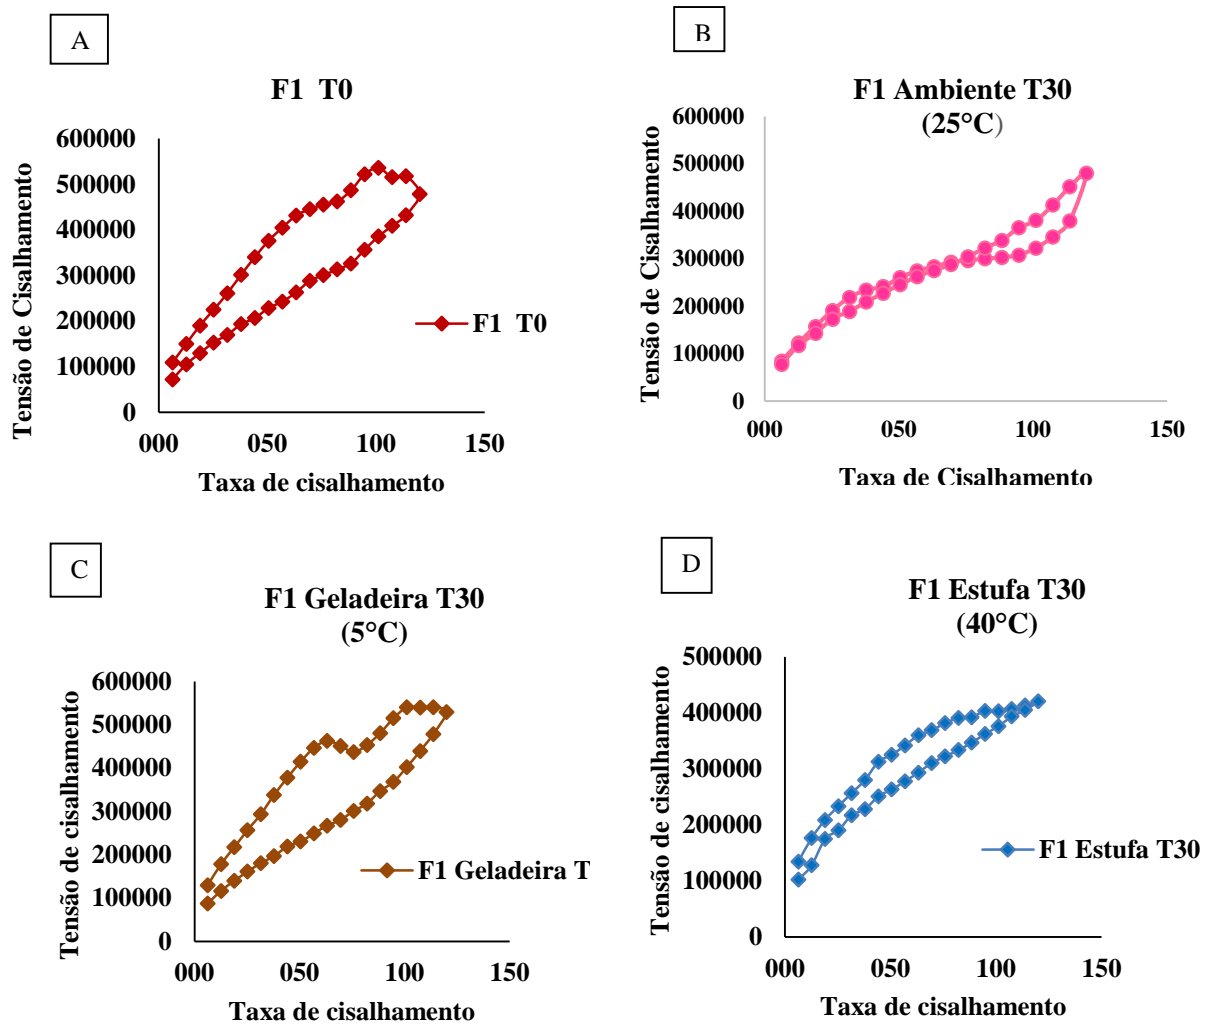 A
F1 T0
Tensão de Cisalhamento
600000
500000
400000
300000
200000
100000
0
000
050
100
150
Taxa de cisalhamento
F1 T0
B
F1 Ambiente T30
(25°C)
Tensão de Cisalhamento
600000
500000
400000
300000
200000
100000
0
000
050
100
150
Taxa de Cisalhamento
C
F1 Geladeira T30
(5°C)
Tensão de cisalhamento
600000
500000
400000
300000
200000
100000
0
000
050
100
150
Taxa de cisalhamento
F1 Geladeira T
D
F1 Estufa T30
(40°C)
Tensão de cisalhamento
500000
400000
300000
200000
100000
0
000
050
100
150
Taxa de cisalhamento
F1 Estufa T30